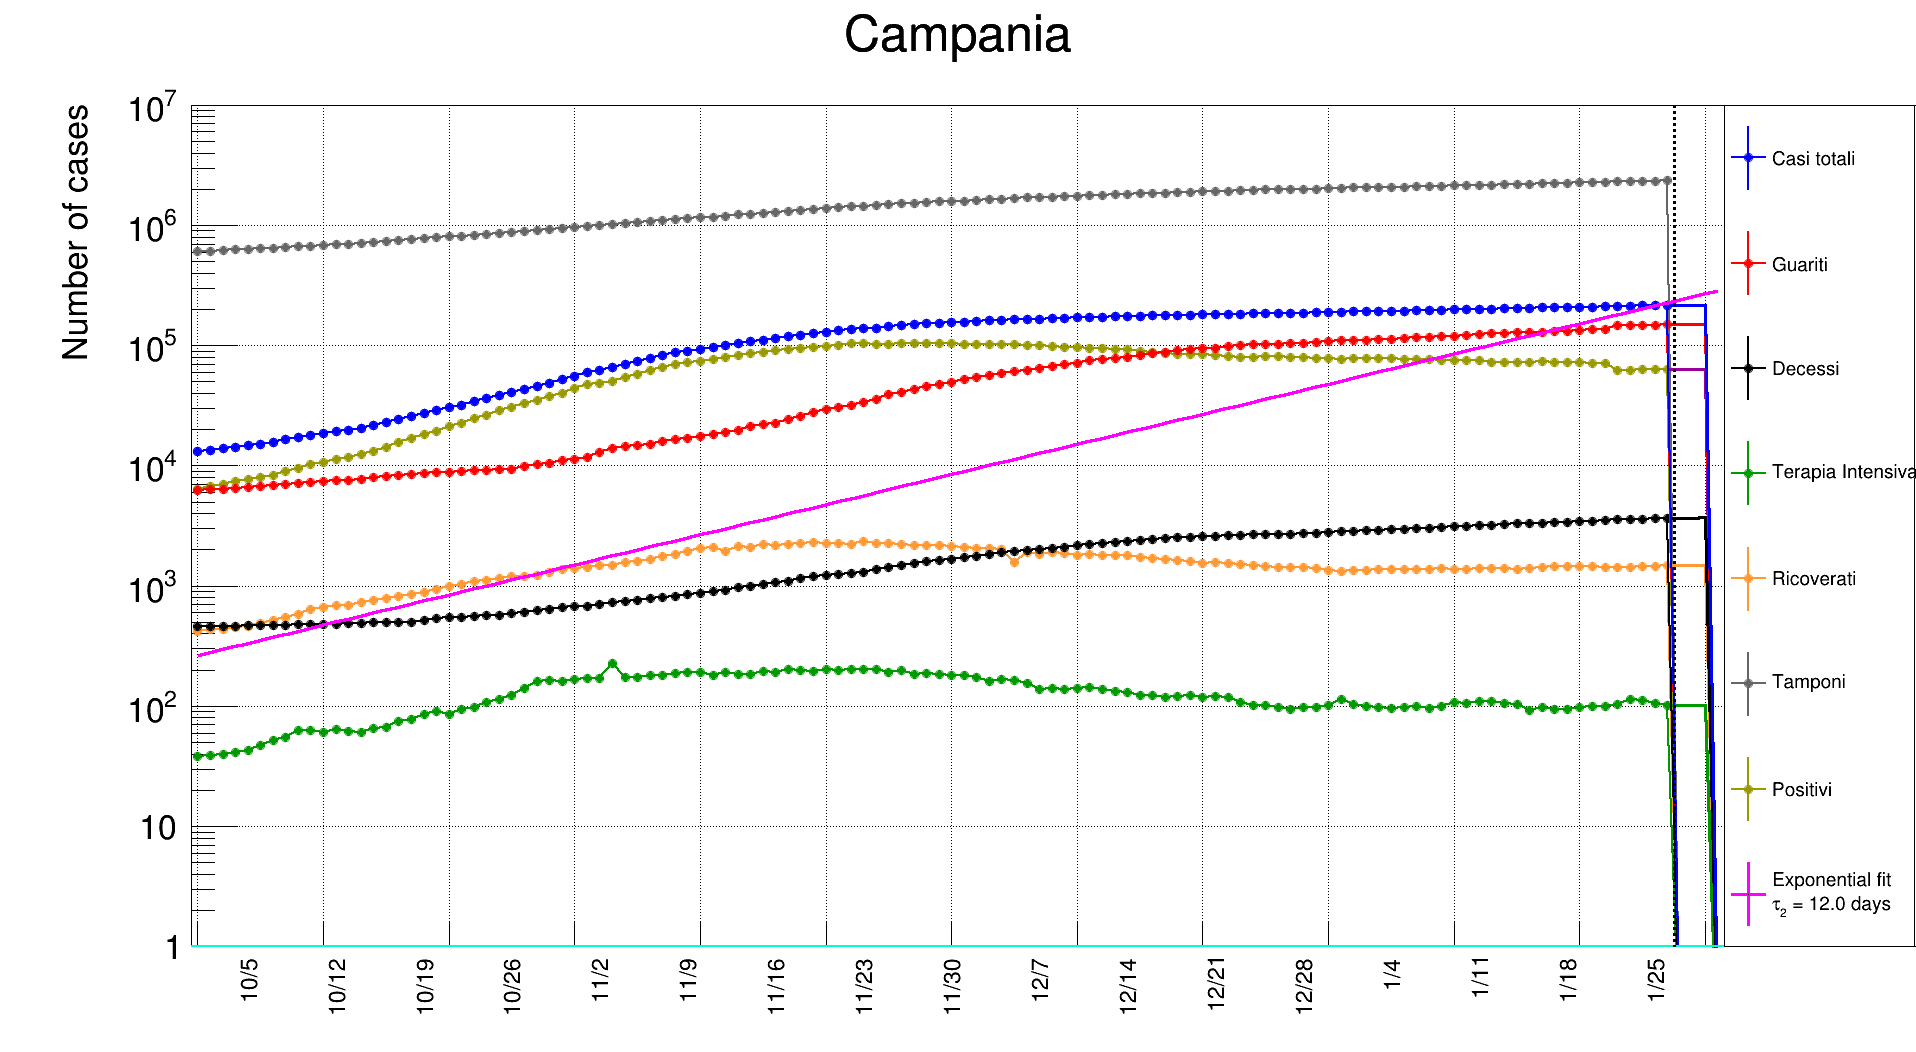 Campania
Number of cases
10^7
10^6
10^5
10^4
10^3
10^2
10
1
10/5
10/12
10/19
10/26
11/2
11/9
11/16
11/23
11/30
12/7
12/14
12/21
12/28
1/4
1/11
1/18
1/25
Casi totali
Guariti
Decessi
Terapia Intensiva
Ricoverati
Tamponi
Positivi
Exponential fit
τ₂ = 12.0 days